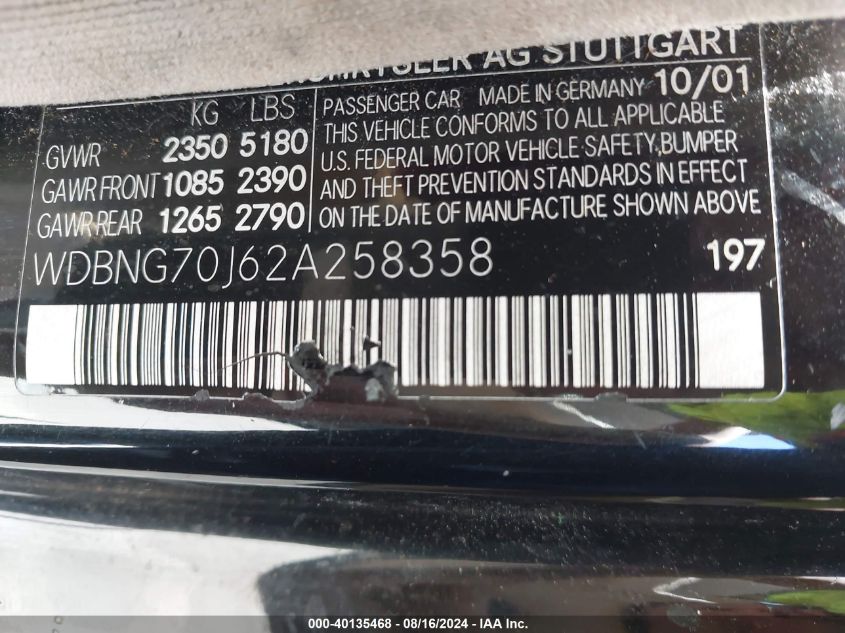 AG STUTTGART
KG LBS
GVWR 2350 5180
GAWR FRONT 1085 2390
GAWR REAR 1265 2790
PASSENGER CAR MADE IN GERMANY 10/01
THIS VEHICLE CONFORMS TO ALL APPLICABLE
U.S. FEDERAL MOTOR VEHICLE SAFETY, BUMPER
AND THEFT PREVENTION STANDARDS IN EFFECT
ON THE DATE OF MANUFACTURE SHOWN ABOVE
WDBNG70J62A258358 197
000-40135468 - 08/16/2024 - IAA Inc.